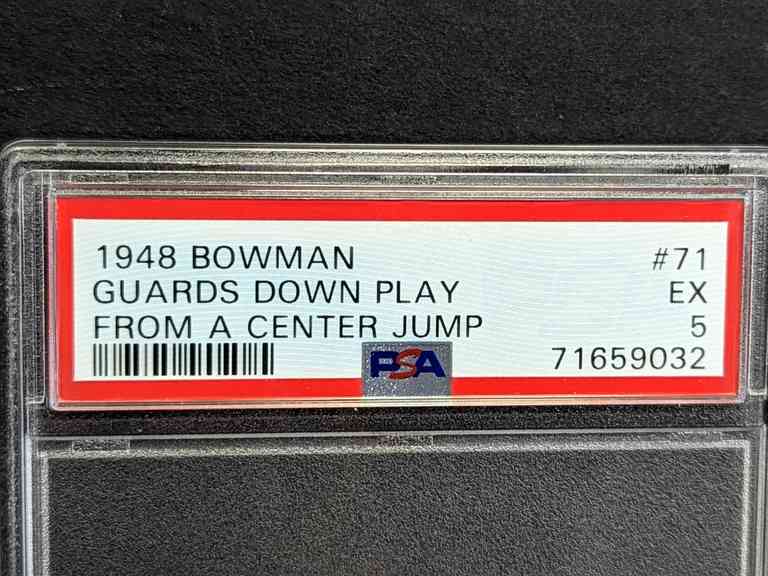 1948 BOWMAN #71
GUARDS DOWN PLAY EX
FROM A CENTER JUMP 5
PSA 71659032